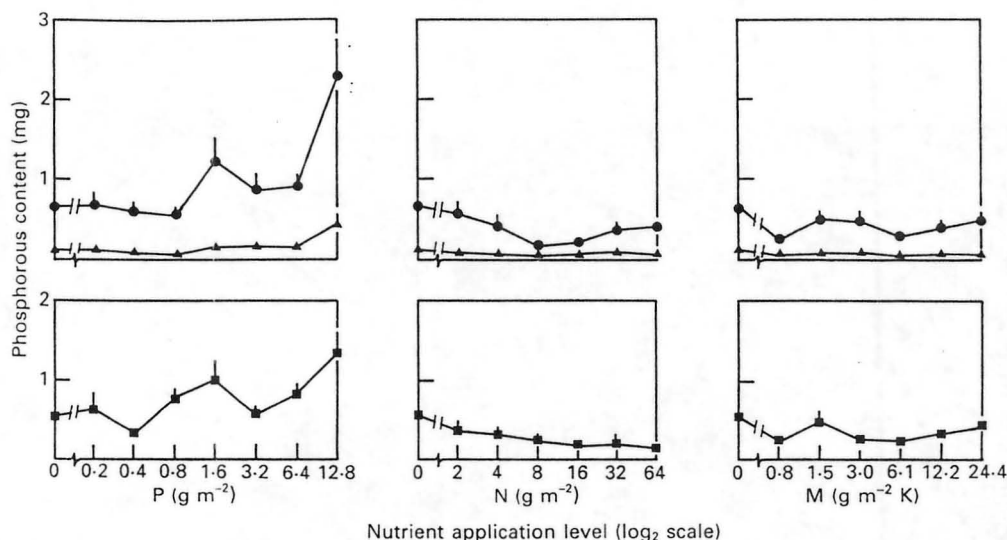 3
2
1
Phosphorous content (mg)
2
1
0 0·2 0·4 0·8 1·6 3·2 6·4 12·8
P (g m⁻²)
0 2 4 8 16 32 64
N (g m⁻²)
0 0·8 1·5 3·0 6·1 12·2 24·4
M (g m⁻² K)
Nutrient application level (log₂ scale)